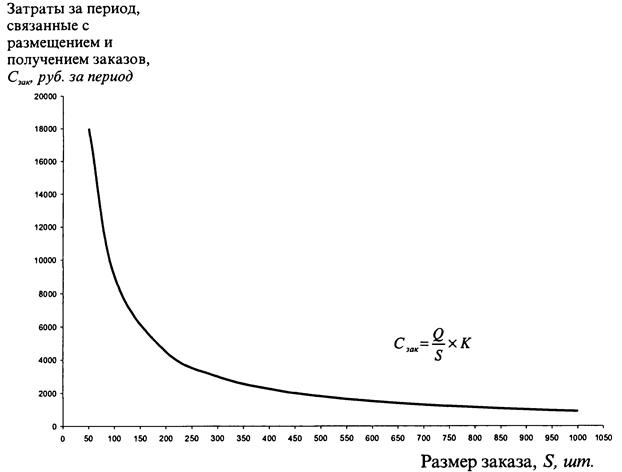 Затраты за период,
связанные с
размещением и
получением заказов,
Cзак, руб. за период
20000
18000
16000
14000
12000
10000
8000
6000
4000
2000
0
0 50 100 150 200 250 300 350 400 450 500 550 600 650 700 750 800 850 900 950 1000 1050
Cзак = Q/S × K
Размер заказа, S, шт.